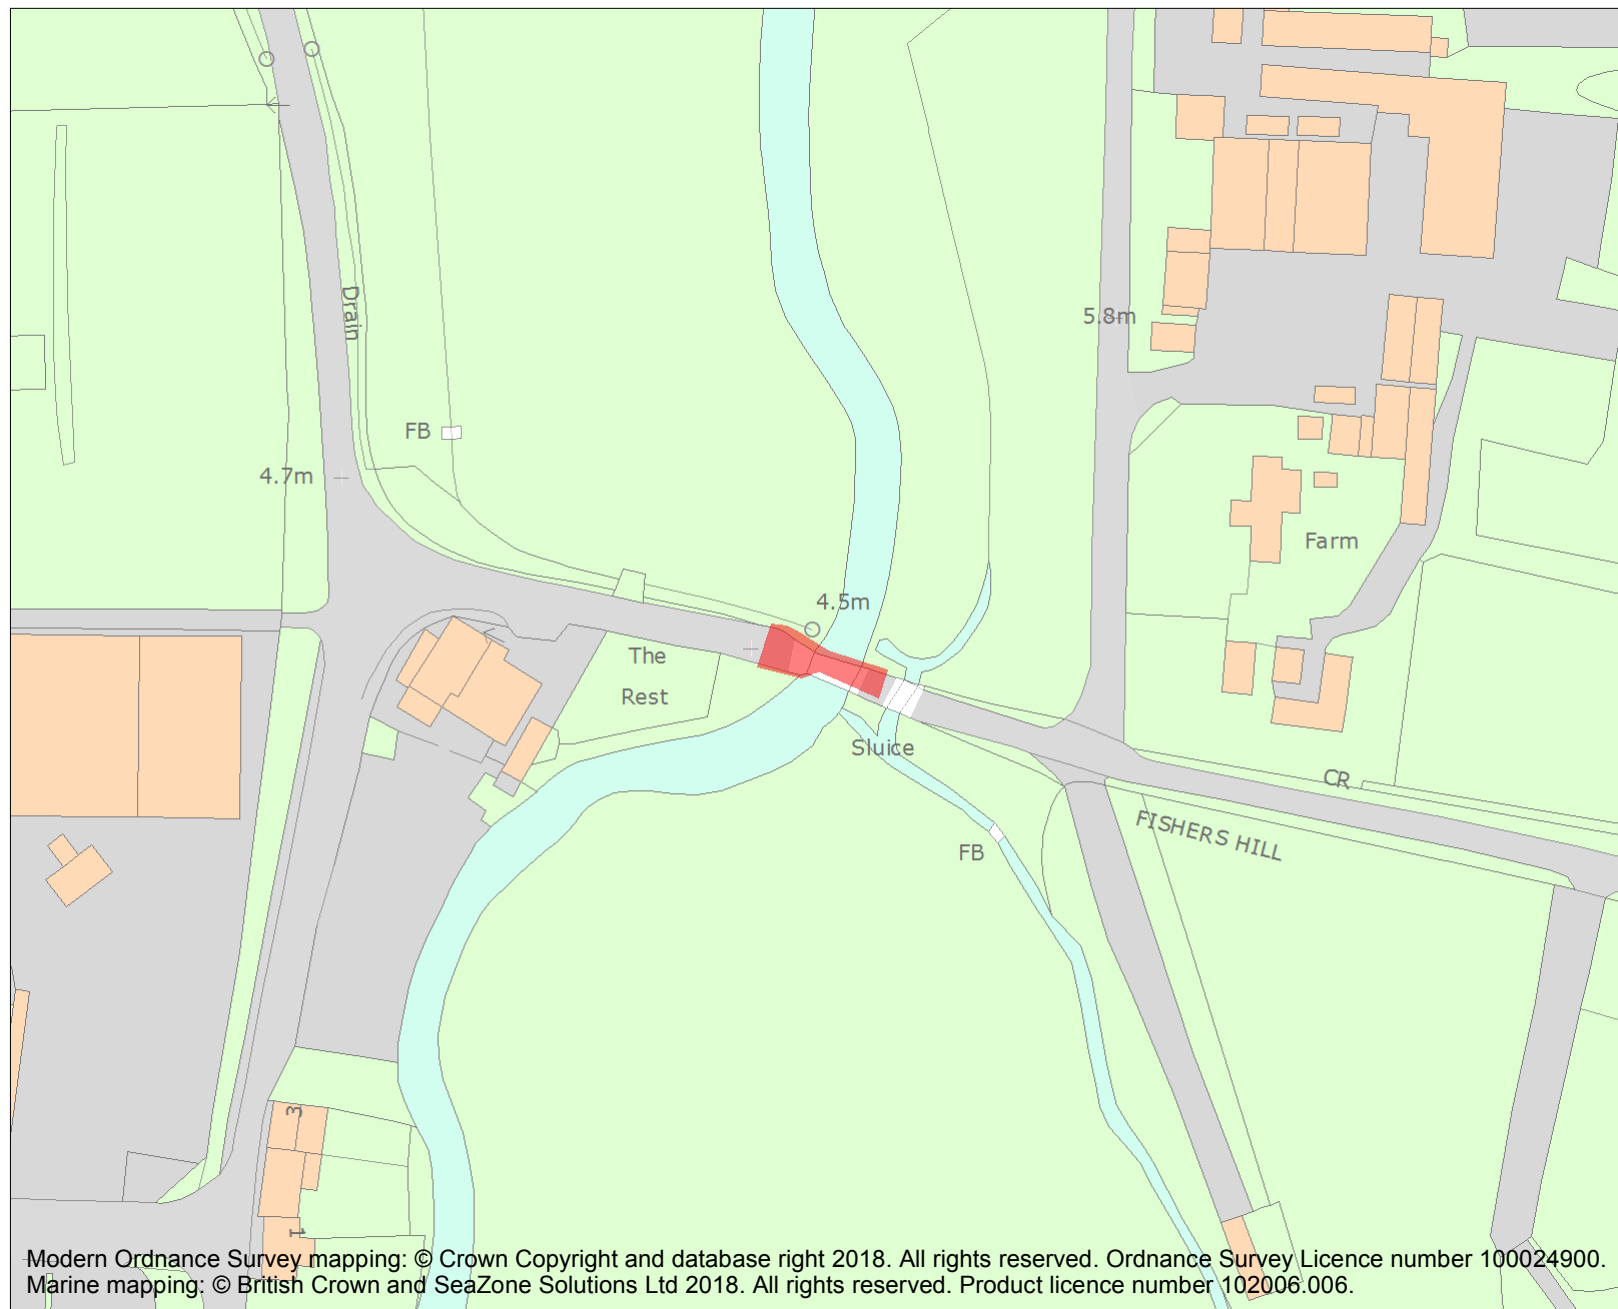 Drain
5.8m
FB
4.7m
Farm
4.5m
The
Rest
Sluice
CR
FISHERS HILL
FB
3
1
Modern Ordnance Survey mapping: © Crown Copyright and database right 2018. All rights reserved. Ordnance Survey Licence number 100024900.
Marine mapping: © British Crown and SeaZone Solutions Ltd 2018. All rights reserved. Product licence number 102006.006.